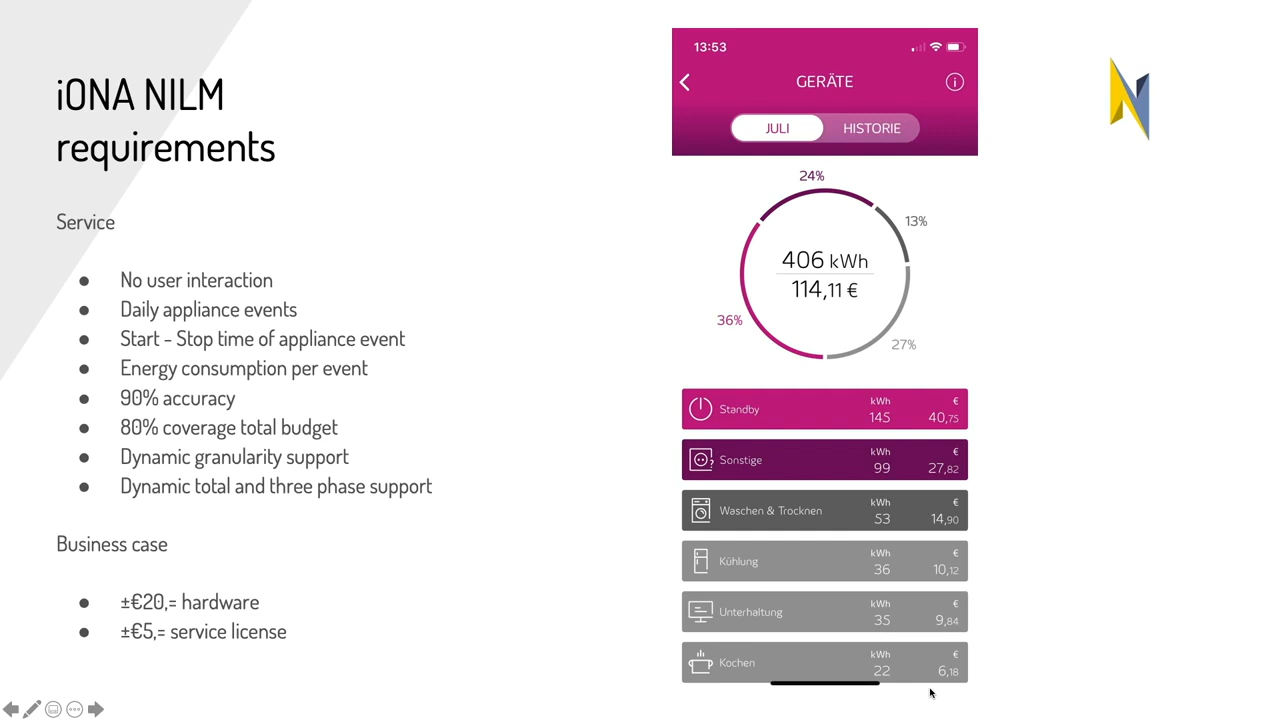 iONA NILM
requirements
Service
● No user interaction
● Daily appliance events
● Start - Stop time of appliance event
● Energy consumption per event
● 90% accuracy
● 80% coverage total budget
● Dynamic granularity support
● Dynamic total and three phase support
Business case
● ±€20,= hardware
● ±€5,= service license
13:53
GERÄTE
JULI HISTORIE
24%
13%
406 kWh
114,11 €
36%
27%
kWh €
Standby 145 40,75
kWh €
Sonstige 99 27,82
kWh €
Waschen & Trocknen 53 14,90
kWh €
Kühlung 36 10,12
kWh €
Unterhaltung 35 9,84
kWh €
Kochen 22 6,18